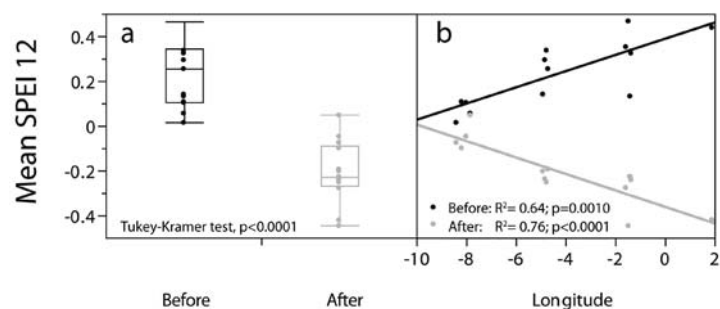 a
b
Mean SPEI 12
0.4
0.2
0
-0.2
-0.4
Tukey-Kramer test, p<0.0001
Before: R²= 0.64; p=0.0010
After: R²= 0.76; p<0.0001
-10 -8 -6 -4 -2 0 2
Before After Longitude